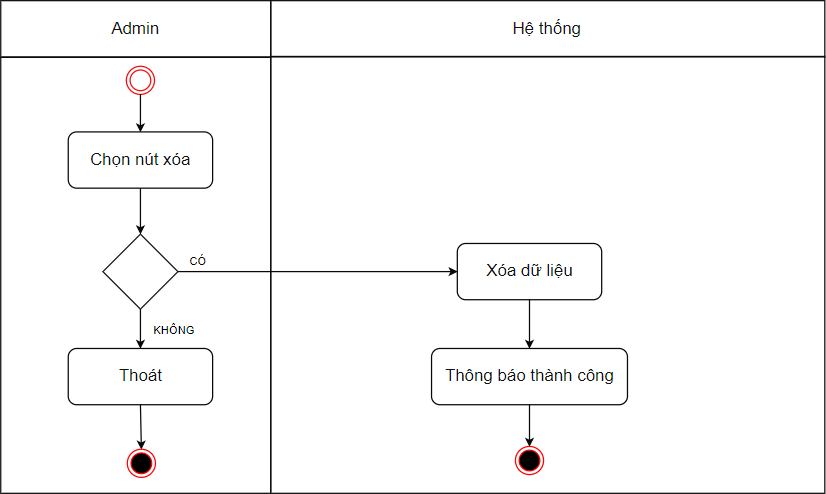 Admin
Hệ thống
Chọn nút xóa
CÓ
Xóa dữ liệu
KHÔNG
Thoát
Thông báo thành công